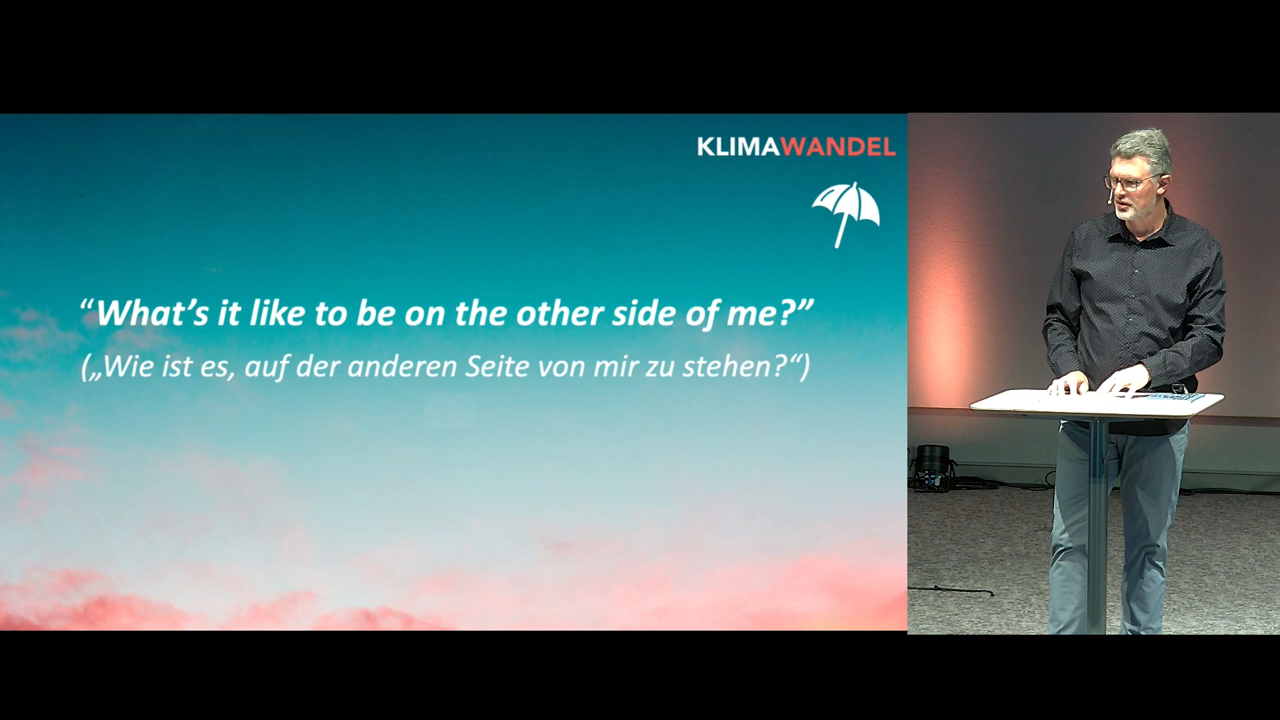 KLIMAWANDEL
“What’s it like to be on the other side of me?”
(„Wie ist es, auf der anderen Seite von mir zu stehen?“)